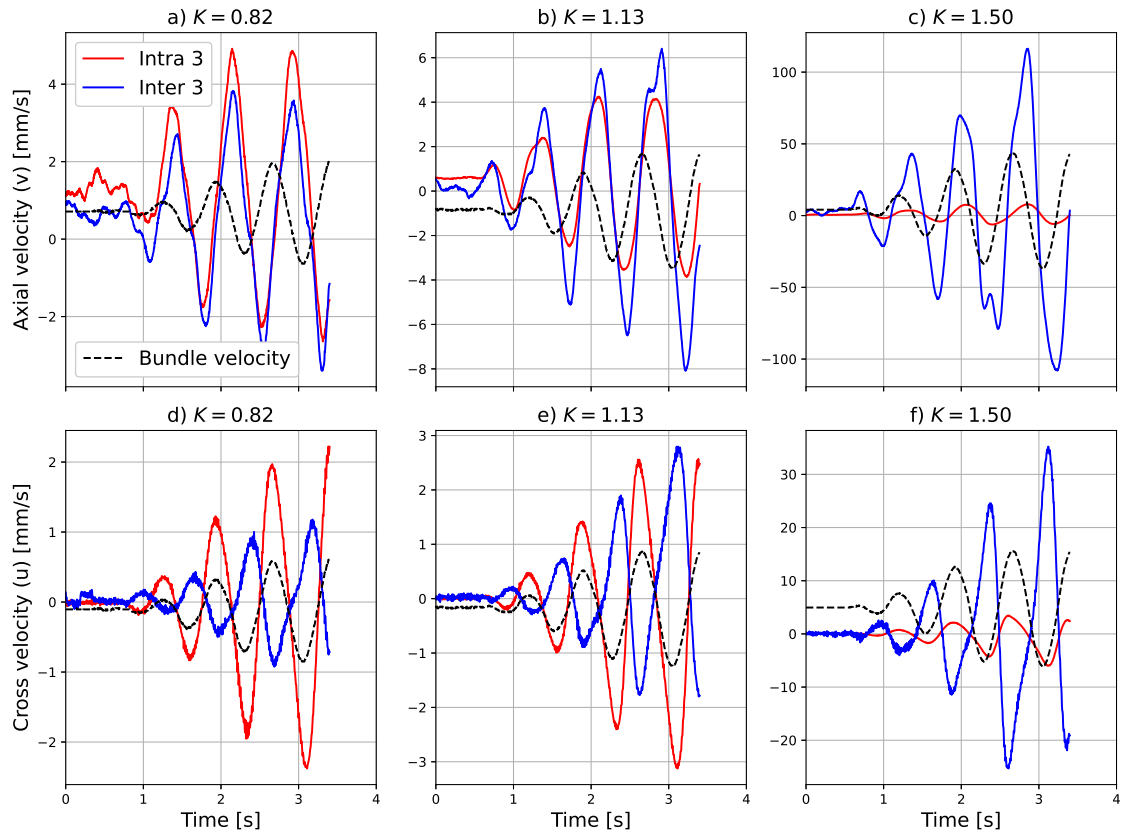 a) K = 0.82
b) K = 1.13
c) K = 1.50
Axial velocity (v) [mm/s]
4
2
0
−2
Intra 3
Inter 3
Bundle velocity
6
4
2
0
−2
−4
−6
−8
100
50
0
−50
−100
d) K = 0.82
e) K = 1.13
f) K = 1.50
Cross velocity (u) [mm/s]
2
1
0
−1
−2
3
2
1
0
−1
−2
−3
30
20
10
0
−10
−20
0 1 2 3 4
0 1 2 3 4
0 1 2 3 4
Time [s]
Time [s]
Time [s]